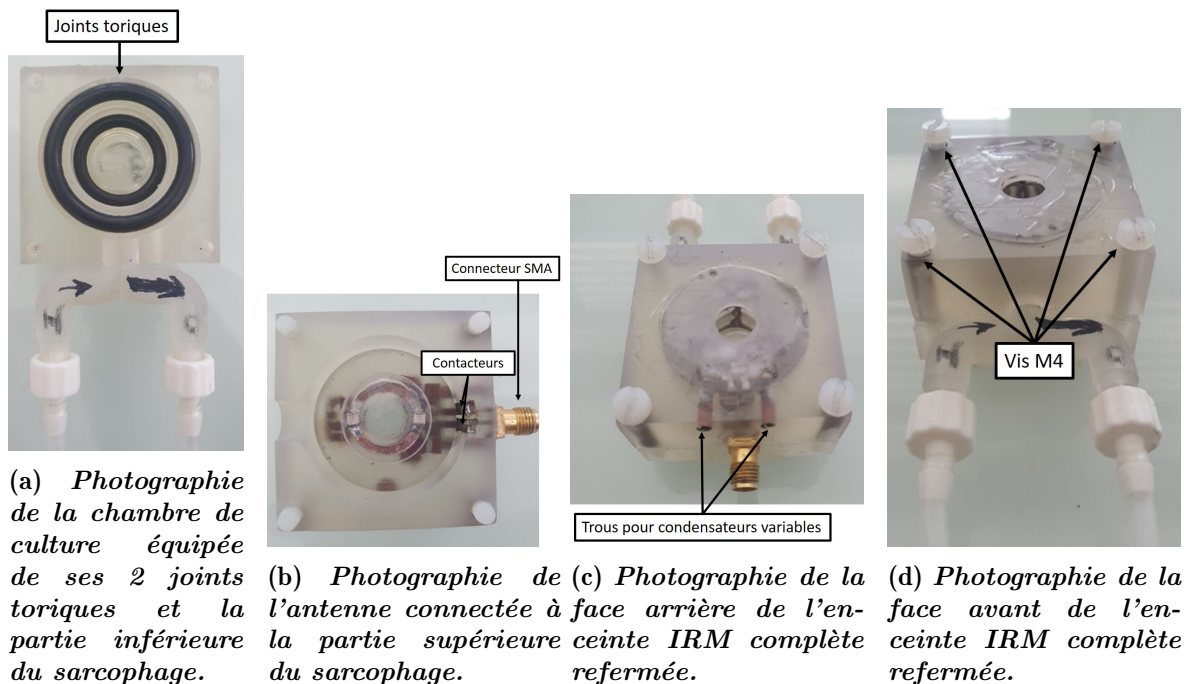 Joints toriques
Connecteur SMA
Contacteurs
Trous pour condensateurs variables
Vis M4
(a) Photographie
de la chambre de
culture équipée
de ses 2 joints
toriques et la
partie inférieure
du sarcophage.
(b) Photographie de
l'antenne connectée à
la partie supérieure
du sarcophage.
(c) Photographie de la
face arrière de l'en-
ceinte IRM complète
refermée.
(d) Photographie de la
face avant de l'en-
ceinte IRM complète
refermée.